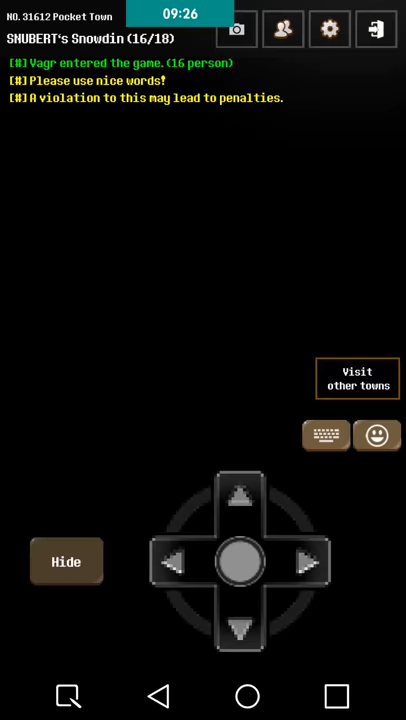 NO. 31612 Pocket Town
09:26
SNUBERT's Snowdin (16/18)
[#] Vagr entered the game. (16 person)
[#] Please use nice words!
[#] A violation to this may lead to penalties.
Visit
other towns
Hide